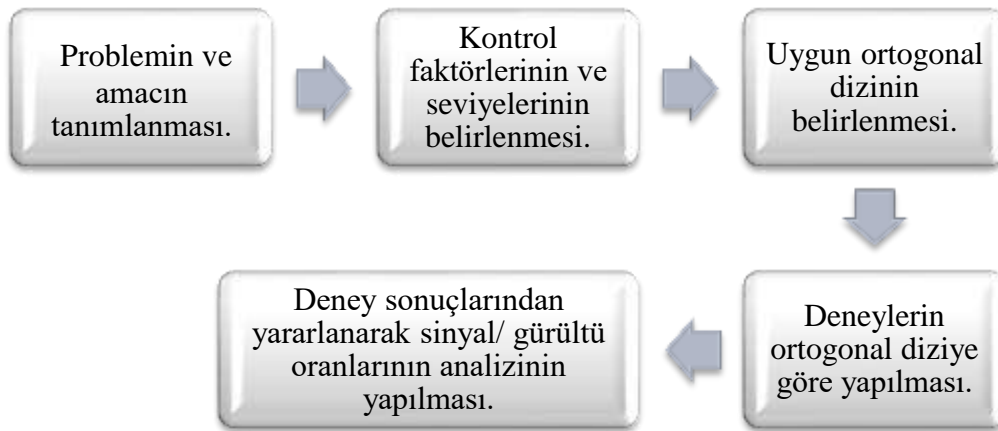 Problemin ve
amacın
tanımlanması.
Kontrol
faktörlerinin ve
seviyelerinin
belirlenmesi.
Uygun ortogonal
dizinin
belirlenmesi.
Deneylerin
ortogonal diziye
göre yapılması.
Deney sonuçlarından
yararlanarak sinyal/ gürültü
oranlarının analizinin
yapılması.